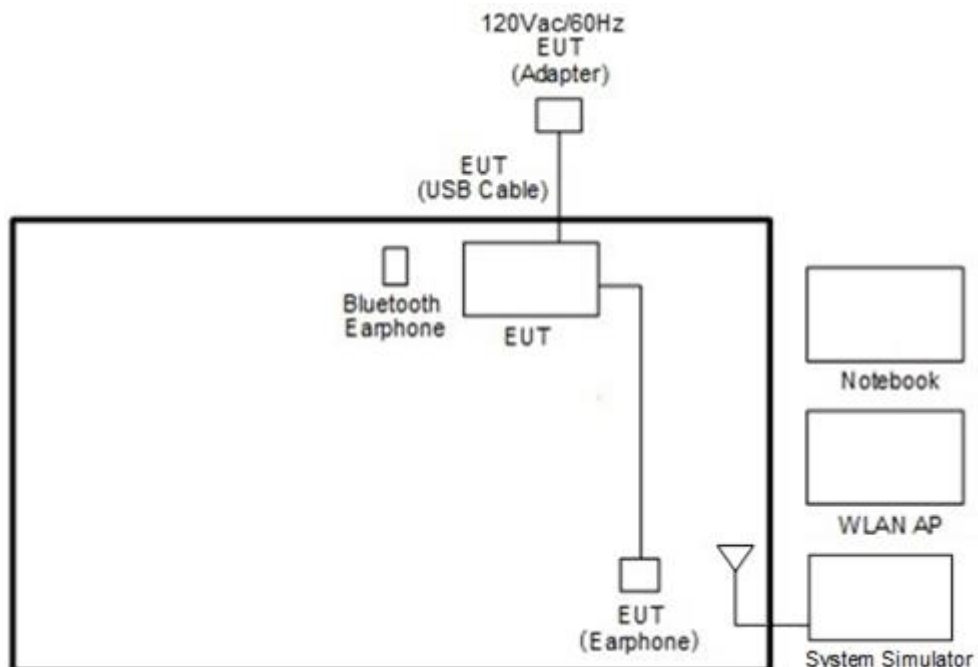 120Vac/60Hz
EUT
(Adapter)
EUT
(USB Cable)
Bluetooth
Earphone
EUT
Notebook
WLAN AP
EUT
(Earphone)
System Simulator